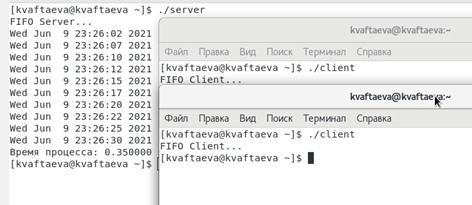 [kvaftaeva@kvaftaeva ~]$ ./server
FIFO Server...
Wed Jun  9 23:26:02 2021
Wed Jun  9 23:26:07 2021
Wed Jun  9 23:26:10 2021
Wed Jun  9 23:26:12 2021
Wed Jun  9 23:26:15 2021
Wed Jun  9 23:26:17 2021
Wed Jun  9 23:26:20 2021
Wed Jun  9 23:26:22 2021
Wed Jun  9 23:26:25 2021
Wed Jun  9 23:26:30 2021
Время процесса: 0.350000
[kvaftaeva@kvaftaeva ~]$
kvaftaeva@kvaftaeva:~
Файл Правка Вид Поиск Терминал Справка
[kvaftaeva@kvaftaeva ~]$ ./client
FIFO Client...
kvaftaeva@kvaftaeva:~
Файл Правка Вид Поиск Терминал Справка
[kvaftaeva@kvaftaeva ~]$ ./client
FIFO Client...
[kvaftaeva@kvaftaeva ~]$